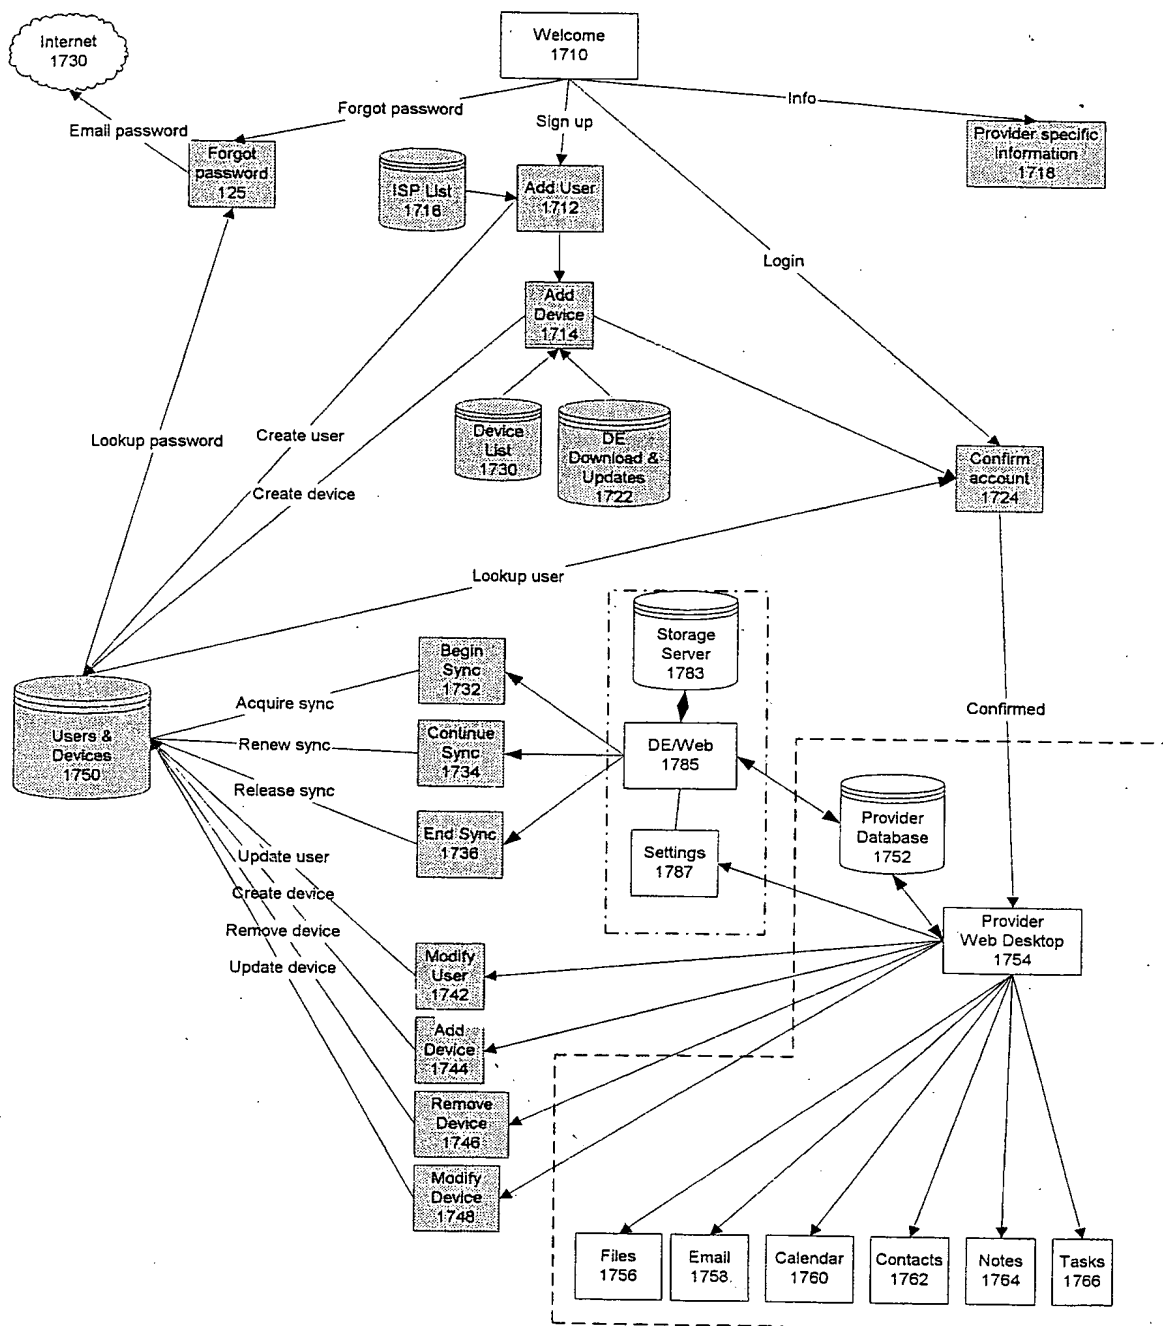 Internet
1730
Welcome
1710
Forgot password
Info
Sign up
Email password
Forgot
password
125
ISP List
1716
Add User
1712
Provider specific
Information
1718
Login
Add
Device
1714
Device
List
1730
DE
Download &
Updates
1722
Lookup password
Create user
Create device
Confirm
account
1724
Lookup user
Storage
Server
1783
Begin
Sync
1732
Acquire sync
Confirmed
Users &
Devices
1750
Renew sync
Continue
Sync
1734
DE/Web
1785
Release sync
End Sync
1736
Provider
Database
1752
Settings
1787
Update user
Create device
Remove device
Update device
Provider
Web Desktop
1754
Modify
User
1742
Add
Device
1744
Remove
Device
1746
Modify
Device
1748
Files
1756
Email
1758
Calendar
1760
Contacts
1762
Notes
1764
Tasks
1766